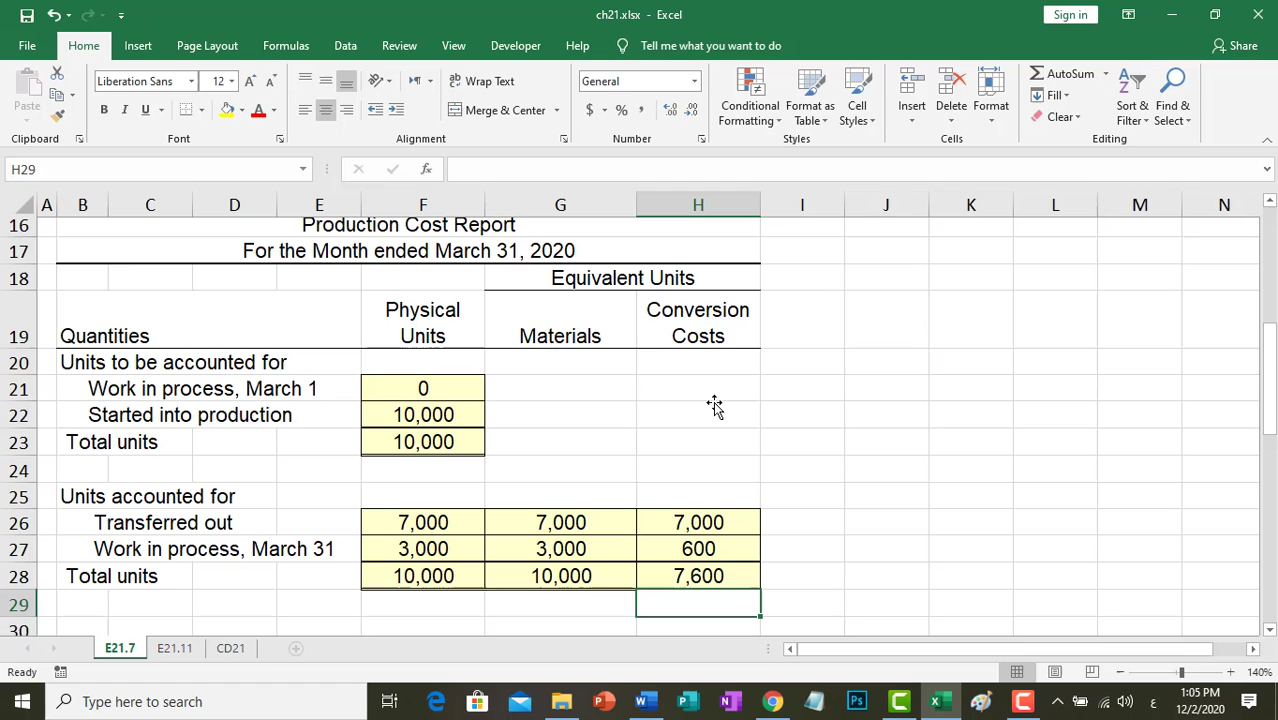 ch21.xlsx - Excel
Sign in
File Home Insert Page Layout Formulas Data Review View Developer Help Tell me what you want to do Share
Paste
Liberation Sans 12
B I U
Wrap Text
Merge & Center
General
$ % ,
Conditional Formatting
Format as Table
Cell Styles
Insert Delete Format
AutoSum
Fill
Clear
Sort & Filter
Find & Select
Clipboard Font Alignment Number Styles Cells Editing
H29 fx
A B C D E F G H I J K L M N
16 Production Cost Report
17 For the Month ended March 31, 2020
18 Equivalent Units
Physical Conversion
19 Quantities Units Materials Costs
20 Units to be accounted for
21 Work in process, March 1 0
22 Started into production 10,000
23 Total units 10,000
24
25 Units accounted for
26 Transferred out 7,000 7,000 7,000
27 Work in process, March 31 3,000 3,000 600
28 Total units 10,000 10,000 7,600
29
30
E21.7 E21.11 CD21
Ready 140%
Type here to search
ع
1:05 PM
12/2/2020